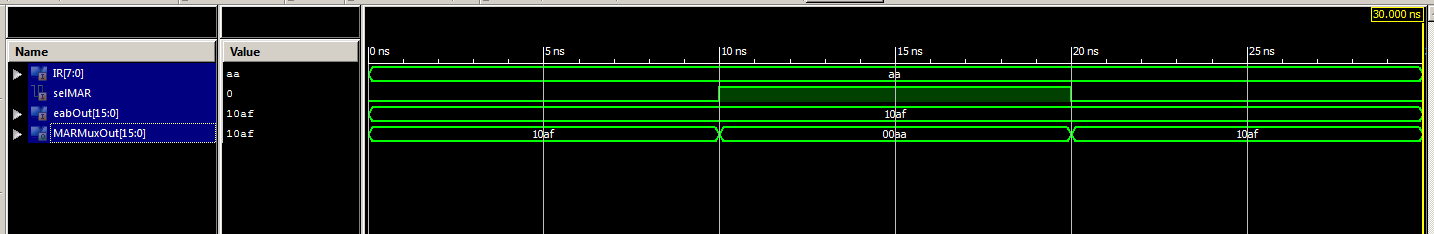 30.000 ns
Name Value 0 ns 5 ns 10 ns 15 ns 20 ns 25 ns
IR[7:0] aa aa
selMAR 0
eabOut[15:0] 10af 10af
MARMuxOut[15:0] 10af 10af 00aa 10af